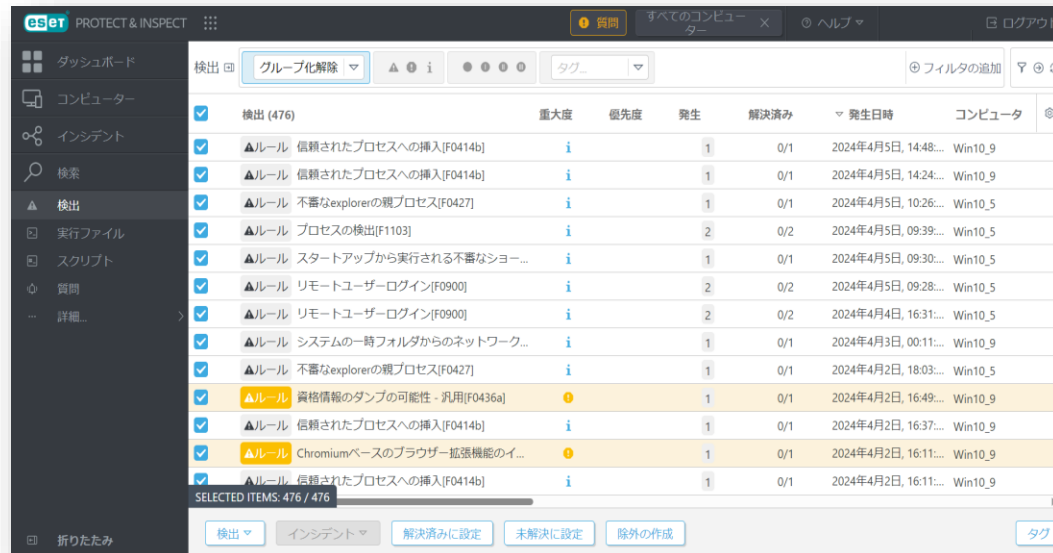 eset PROTECT & INSPECT
質問
すべてのコンピューター
ヘルプ
ログアウト
ダッシュボード
コンピューター
インシデント
検索
検出
実行ファイル
スクリプト
質問
詳細...
折りたたみ
検出 グループ化解除 タグ... フィルタの追加
検出 (476) 重大度 優先度 発生 解決済み 発生日時 コンピュータ
ルール 信頼されたプロセスへの挿入[F0414b] 1 0/1 2024年4月5日, 14:48:... Win10_9
ルール 信頼されたプロセスへの挿入[F0414b] 1 0/1 2024年4月5日, 14:24:... Win10_9
ルール 不審なexplorerの親プロセス[F0427] 1 0/1 2024年4月5日, 10:26:... Win10_5
ルール プロセスの検出[F1103] 2 0/2 2024年4月5日, 09:39:... Win10_5
ルール スタートアップから実行される不審なショー... 1 0/1 2024年4月5日, 09:30:... Win10_5
ルール リモートユーザーログイン[F0900] 2 0/2 2024年4月5日, 09:28:... Win10_5
ルール リモートユーザーログイン[F0900] 2 0/2 2024年4月4日, 16:31:... Win10_5
ルール システムの一時フォルダからのネットワーク... 1 0/1 2024年4月3日, 00:11:... Win10_9
ルール 不審なexplorerの親プロセス[F0427] 1 0/1 2024年4月2日, 18:03:... Win10_5
ルール 資格情報のダンプの可能性 - 汎用[F0436a] 1 0/1 2024年4月2日, 16:49:... Win10_9
ルール 信頼されたプロセスへの挿入[F0414b] 1 0/1 2024年4月2日, 16:37:... Win10_9
ルール Chromiumベースのブラウザー拡張機能のイ... 1 0/1 2024年4月2日, 16:11:... Win10_9
ルール 信頼されたプロセスへの挿入[F0414b] 1 0/1 2024年4月2日, 16:11:... Win10_9
SELECTED ITEMS: 476 / 476
検出 インシデント 解決済みに設定 未解決に設定 除外の作成 タグ